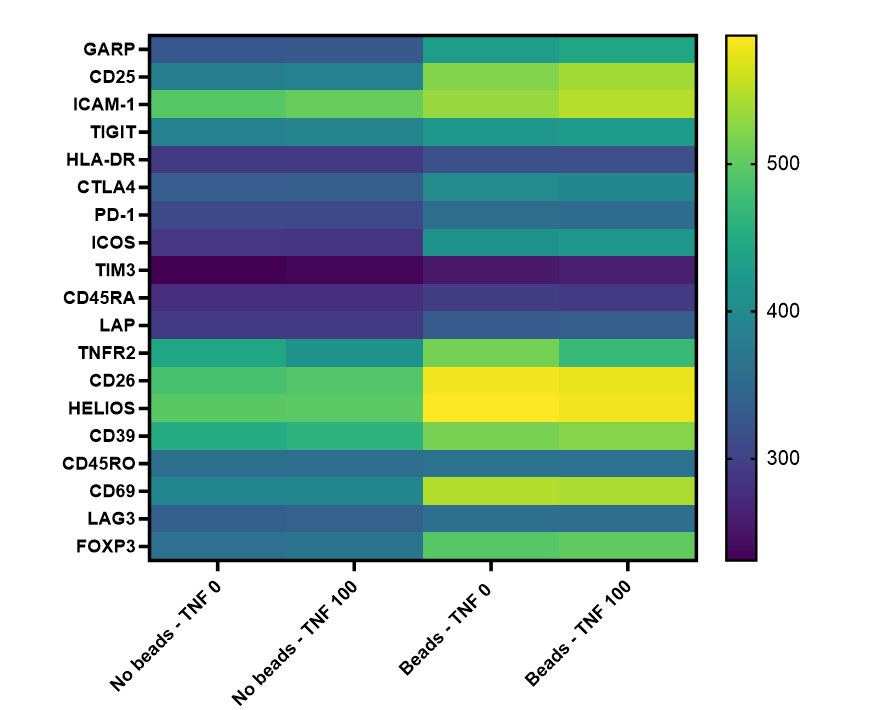 GARP
CD25
ICAM-1
TIGIT
HLA-DR
CTLA4
PD-1
ICOS
TIM3
CD45RA
LAP
TNFR2
CD26
HELIOS
CD39
CD45RO
CD69
LAG3
FOXP3
No beads - TNF 0
No beads - TNF 100
Beads - TNF 0
Beads - TNF 100
500
400
300